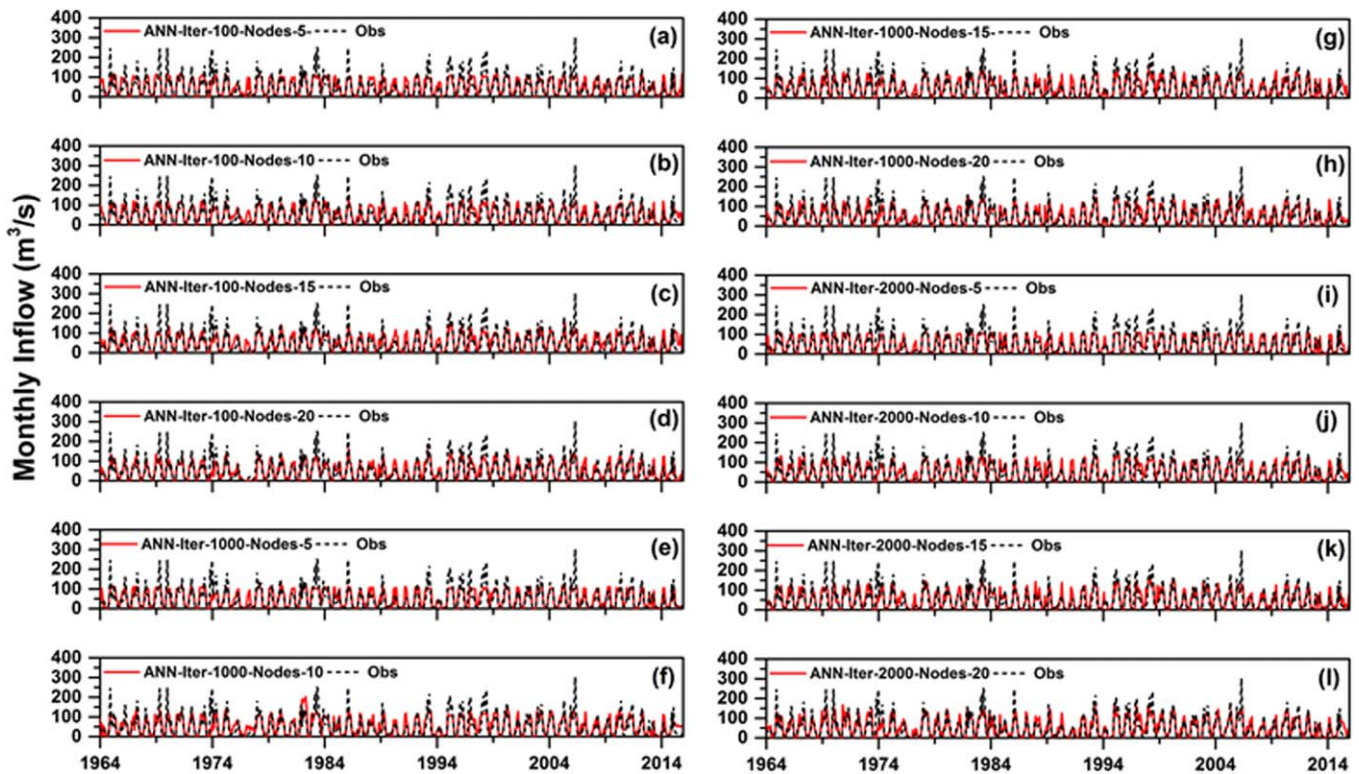 Monthly Inflow (m³/s)
400
300
200
100
0
ANN-Iter-100-Nodes-5 Obs
(a)
400
300
200
100
0
ANN-Iter-100-Nodes-10 Obs
(b)
400
300
200
100
0
ANN-Iter-100-Nodes-15 Obs
(c)
400
300
200
100
0
ANN-Iter-100-Nodes-20 Obs
(d)
400
300
200
100
0
ANN-Iter-1000-Nodes-5 Obs
(e)
400
300
200
100
0
ANN-Iter-1000-Nodes-10 Obs
(f)
1964 1974 1984 1994 2004 2014
400
300
200
100
0
ANN-Iter-1000-Nodes-15 Obs
(g)
400
300
200
100
0
ANN-Iter-1000-Nodes-20 Obs
(h)
400
300
200
100
0
ANN-Iter-2000-Nodes-5 Obs
(i)
400
300
200
100
0
ANN-Iter-2000-Nodes-10 Obs
(j)
400
300
200
100
0
ANN-Iter-2000-Nodes-15 Obs
(k)
400
300
200
100
0
ANN-Iter-2000-Nodes-20 Obs
(l)
1964 1974 1984 1994 2004 2014